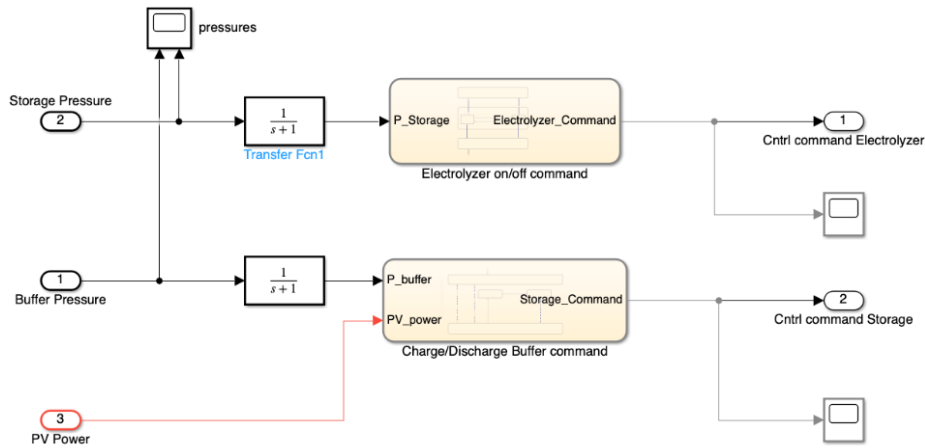 pressures
Storage Pressure
2
1
s + 1
Transfer Fcn1
P_Storage
Electrolyzer_Command
Electrolyzer on/off command
1
Cntrl command Electrolyzer
1
Buffer Pressure
1
s + 1
P_buffer
PV_power
Storage_Command
Charge/Discharge Buffer command
2
Cntrl command Storage
3
PV Power